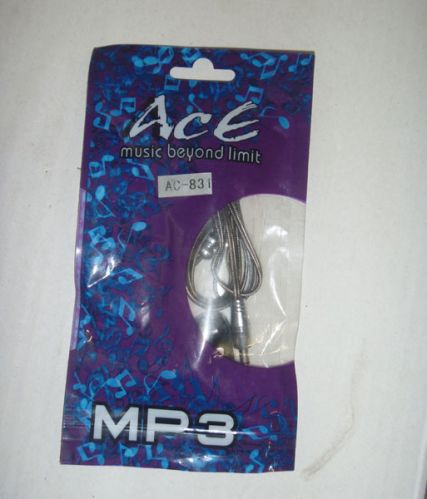 AcE
music beyond limit
AC-831
MP3